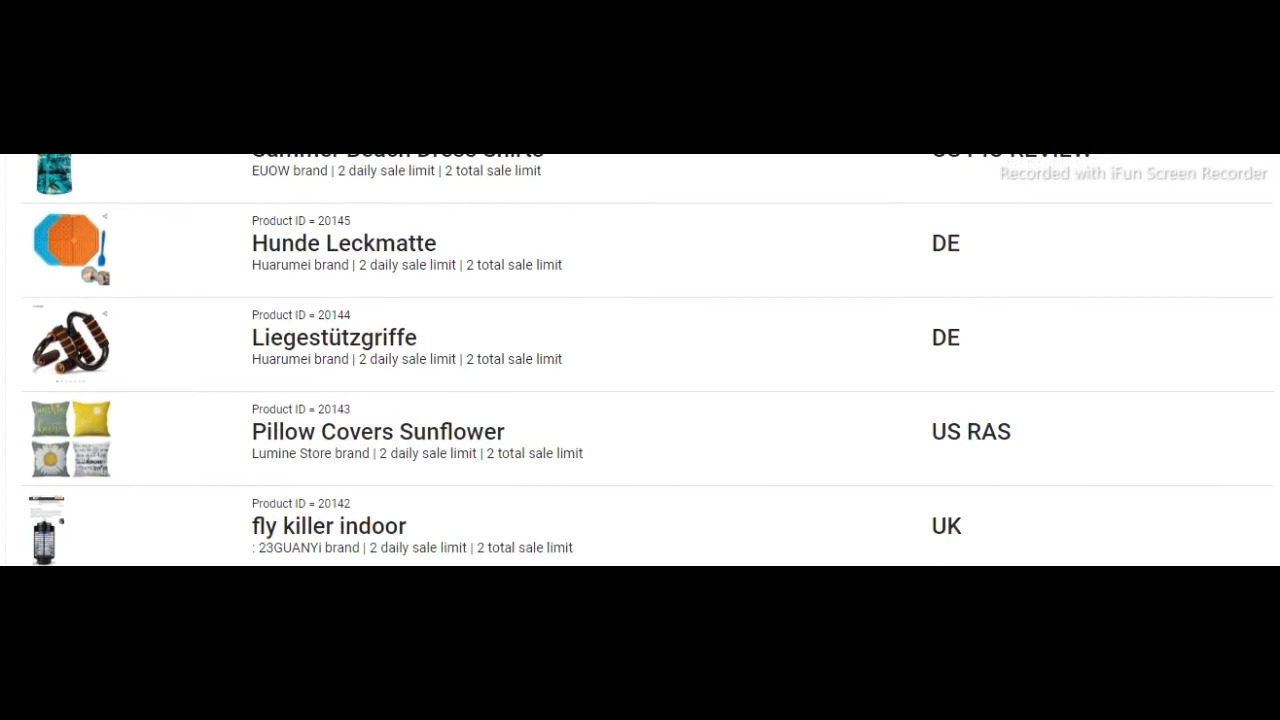 EUOW brand | 2 daily sale limit | 2 total sale limit
Recorded with iFun Screen Recorder
Product ID = 20145
Hunde Leckmatte
DE
Huarumei brand | 2 daily sale limit | 2 total sale limit
Product ID = 20144
Liegestützgriffe
DE
Huarumei brand | 2 daily sale limit | 2 total sale limit
Product ID = 20143
Pillow Covers Sunflower
US RAS
Lumine Store brand | 2 daily sale limit | 2 total sale limit
Product ID = 20142
fly killer indoor
UK
: 23GUANYi brand | 2 daily sale limit | 2 total sale limit